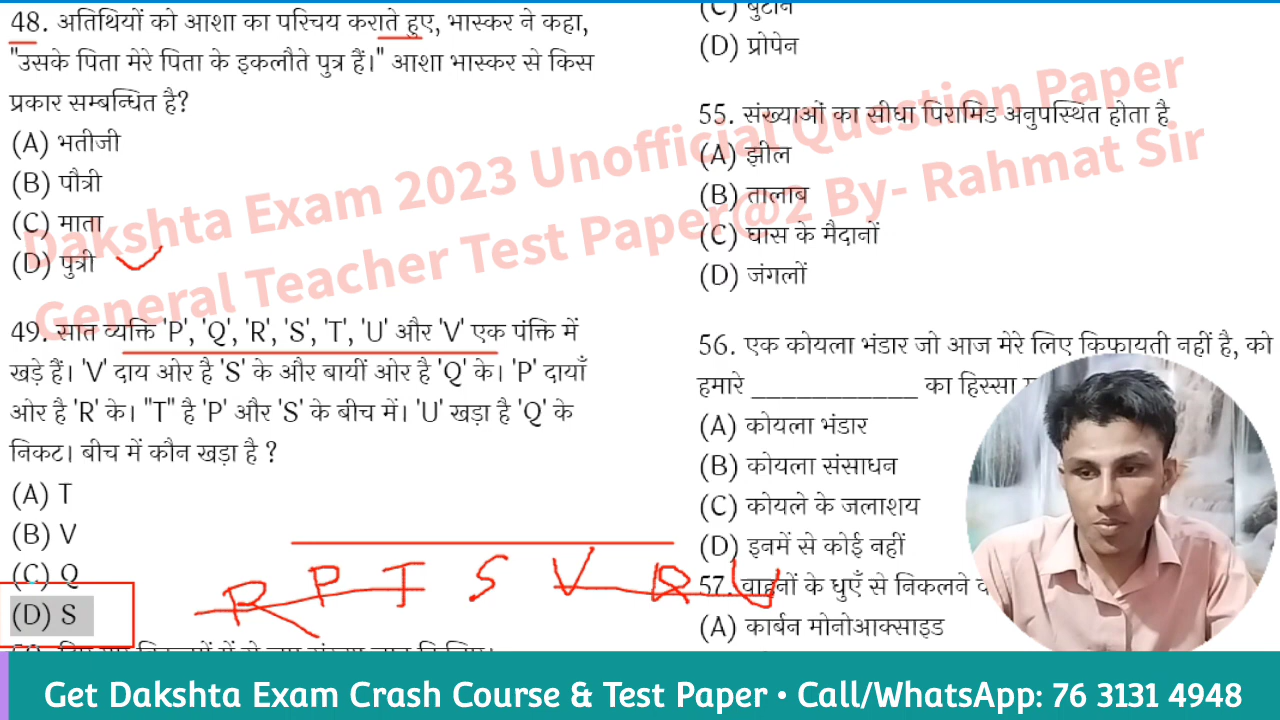 48. अतिथियों को आशा का परिचय कराते हुए, भास्कर ने कहा,
"उसके पिता मेरे पिता के इकलौते पुत्र हैं।" आशा भास्कर से किस
प्रकार सम्बन्धित है?
(A) भतीजी
(B) पौत्री
(C) माता
(D) पुत्री
49. सात व्यक्ति 'P', 'Q', 'R', 'S', 'T', 'U' और 'V' एक पंक्ति में
खड़े हैं। 'V' दाय ओर है 'S' के और बायीं ओर है 'Q' के। 'P' दायाँ
ओर है 'R' के। "T" है 'P' और 'S' के बीच में। 'U' खड़ा है 'Q' के
निकट। बीच में कौन खड़ा है ?
(A) T
(B) V
(C) Q
(D) S
R P T S V Q U
(C) बुटान
(D) प्रोपेन
55. संख्याओं का सीधा पिरामिड अनुपस्थित होता है
(A) झील
(B) तालाब
(C) घास के मैदानों
(D) जंगलों
56. एक कोयला भंडार जो आज मेरे लिए किफायती नहीं है, को
हमारे ____________ का हिस्सा
(A) कोयला भंडार
(B) कोयला संसाधन
(C) कोयले के जलाशय
(D) इनमें से कोई नहीं
57. वाहनों के धुएँ से निकलने
(A) कार्बन मोनोआक्साइड
Dakshta Exam 2023 Unofficial Question Paper
General Teacher Test Paper@2 By- Rahmat Sir
Get Dakshta Exam Crash Course & Test Paper • Call/WhatsApp: 76 3131 4948